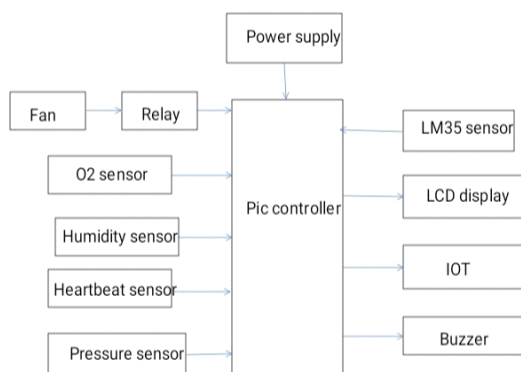 Power supply
Fan
Relay
LM35 sensor
O2 sensor
LCD display
Pic controller
Humidity sensor
IOT
Heartbeat sensor
Buzzer
Pressure sensor